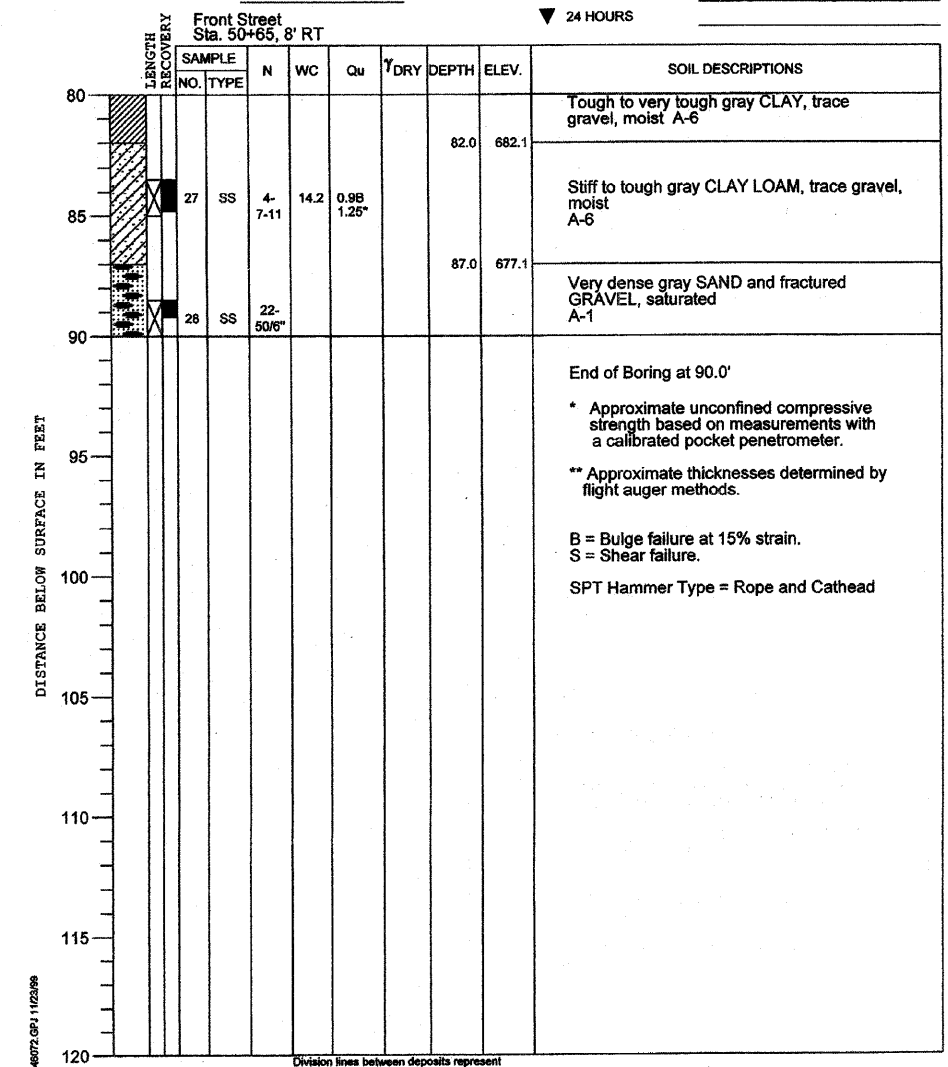 Front Street
Sta. 50+65, 8' RT
▼ 24 HOURS
LENGTH
RECOVERY
SAMPLE
NO. TYPE
N
WC
Qu
γDRY
DEPTH
ELEV.
SOIL DESCRIPTIONS
80
Tough to very tough gray CLAY, trace
gravel, moist A-6
82.0 682.1
27 SS 4-
7-11
14.2
0.9B
1.25*
Stiff to tough gray CLAY LOAM, trace gravel,
moist
A-6
85
87.0 677.1
Very dense gray SAND and fractured
GRAVEL, saturated
A-1
28 SS 22-
50/6"
90
End of Boring at 90.0'
* Approximate unconfined compressive
strength based on measurements with
a calibrated pocket penetrometer.
** Approximate thicknesses determined by
flight auger methods.
B = Bulge failure at 15% strain.
S = Shear failure.
SPT Hammer Type = Rope and Cathead
95
100
105
110
115
120
DISTANCE BELOW SURFACE IN FEET
46072.GPJ 11/23/99
Division lines between deposits represent